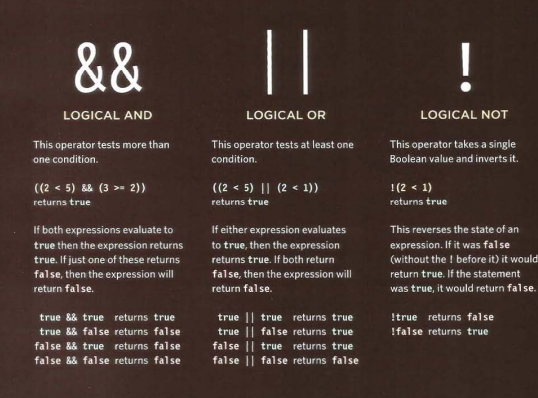 &&
LOGICAL AND
This operator tests more than
one condition.
((2 < 5) && (3 >= 2))
returns true
If both expressions evaluate to
true then the expression returns
true. If just one of these returns
false, then the expression will
return false.
true && true returns true
true && false returns false
false && true returns false
false && false returns false
||
LOGICAL OR
This operator tests at least one
condition.
((2 < 5) || (2 < 1))
returns true
If either expression evaluates
to true, then the expression
returns true. If both return
false, then the expression will
return false.
true || true returns true
true || false returns true
false || true returns true
false || false returns false
!
LOGICAL NOT
This operator takes a single
Boolean value and inverts it.
!(2 < 1)
returns true
This reverses the state of an
expression. If it was false
(without the ! before it) it would
return true. If the statement
was true, it would return false.
!true returns false
!false returns true